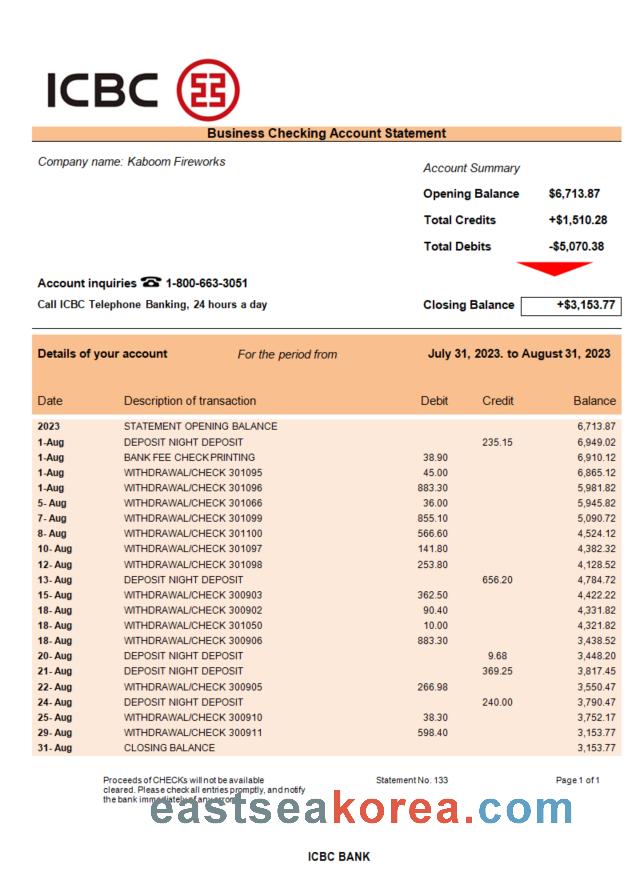 ICBC
Business Checking Account Statement
Company name: Kaboom Fireworks
Account Summary
Opening Balance $6,713.87
Total Credits +$1,510.28
Total Debits -$5,070.38
Account inquiries ☎ 1-800-663-3051
Call ICBC Telephone Banking, 24 hours a day
Closing Balance +$3,153.77
Details of your account For the period from July 31, 2023. to August 31, 2023
Date Description of transaction Debit Credit Balance
2023 STATEMENT OPENING BALANCE 6,713.87
1-Aug DEPOSIT NIGHT DEPOSIT 235.15 6,949.02
1-Aug BANK FEE CHECK PRINTING 38.90 6,910.12
1-Aug WITHDRAWAL/CHECK 301095 45.00 6,865.12
1-Aug WITHDRAWAL/CHECK 301096 883.30 5,981.82
5- Aug WITHDRAWAL/CHECK 301066 36.00 5,945.82
7- Aug WITHDRAWAL/CHECK 301099 855.10 5,090.72
8- Aug WITHDRAWAL/CHECK 301100 566.60 4,524.12
10- Aug WITHDRAWAL/CHECK 301097 141.80 4,382.32
12- Aug WITHDRAWAL/CHECK 301098 253.80 4,128.52
13- Aug DEPOSIT NIGHT DEPOSIT 656.20 4,784.72
15- Aug WITHDRAWAL/CHECK 300903 362.50 4,422.22
18- Aug WITHDRAWAL/CHECK 300902 90.40 4,331.82
18- Aug WITHDRAWAL/CHECK 301050 10.00 4,321.82
18- Aug WITHDRAWAL/CHECK 300906 883.30 3,438.52
20- Aug DEPOSIT NIGHT DEPOSIT 9.68 3,448.20
21- Aug DEPOSIT NIGHT DEPOSIT 369.25 3,817.45
22- Aug WITHDRAWAL/CHECK 300905 266.98 3,550.47
24- Aug DEPOSIT NIGHT DEPOSIT 240.00 3,790.47
25- Aug WITHDRAWAL/CHECK 300910 38.30 3,752.17
29- Aug WITHDRAWAL/CHECK 300911 598.40 3,153.77
31- Aug CLOSING BALANCE 3,153.77
Proceeds of CHECKs will not be available Statement No. 133 Page 1 of 1
cleared. Please check all entries promptly, and notify
the bank immediately of any error
eastseakorea.com
ICBC BANK